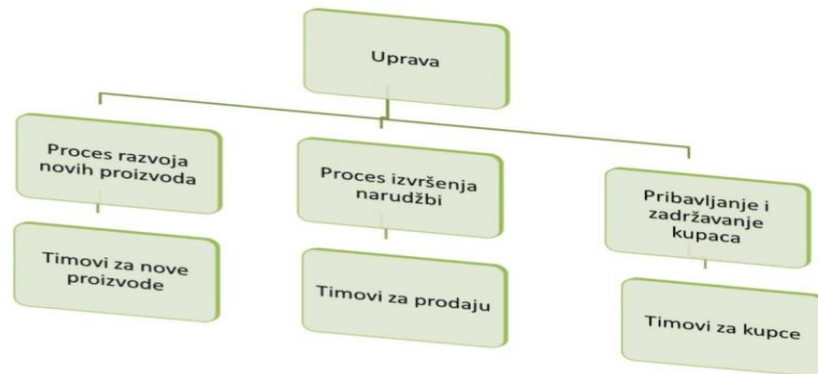 Uprava
Proces razvoja
novih proizvoda
Proces izvršenja
narudžbi
Pribavljanje i
zadržavanje
kupaca
Timovi za nove
proizvode
Timovi za prodaju
Timovi za kupce